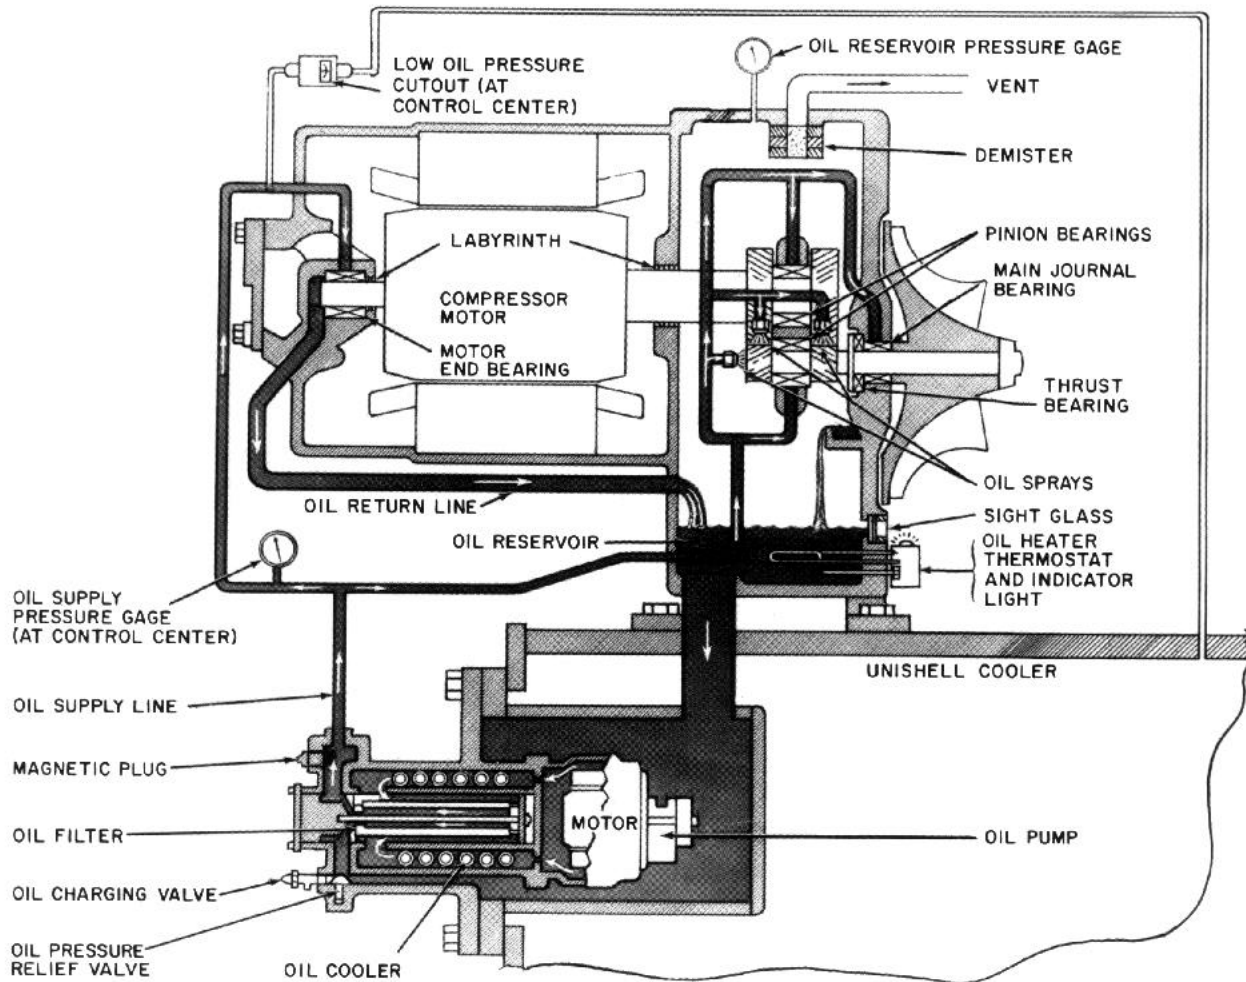 LOW OIL PRESSURE
CUTOUT (AT
CONTROL CENTER)
OIL RESERVOIR PRESSURE GAGE
VENT
DEMISTER
LABYRINTH
PINION BEARINGS
MAIN JOURNAL
BEARING
COMPRESSOR
MOTOR
MOTOR
END BEARING
THRUST
BEARING
OIL RETURN LINE
OIL SPRAYS
SIGHT GLASS
OIL RESERVOIR
OIL HEATER
THERMOSTAT
AND INDICATOR
LIGHT
OIL SUPPLY
PRESSURE GAGE
(AT CONTROL CENTER)
UNISHELL COOLER
OIL SUPPLY LINE
MAGNETIC PLUG
OIL FILTER
MOTOR
OIL PUMP
OIL CHARGING VALVE
OIL PRESSURE
RELIEF VALVE
OIL COOLER